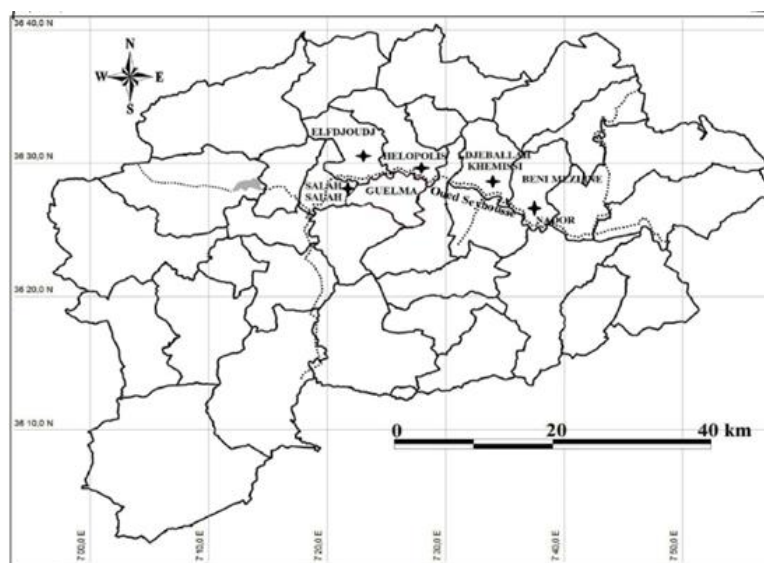 36 40,0 N
N
W E
S
ELFDJOUDJ
36 30,0 N
HELOPOLIS
DJEBALLAH
KHEMISSI
BENI MEZLINE
SALAH
SALAH
GUELMA
Oued Seybousse
NADOR
36 20,0 N
36 10,0 N
0 20 40 km
7 00,0 E
7 10,0 E
7 20,0 E
7 30,0 E
7 40,0 E
7 50,0 E